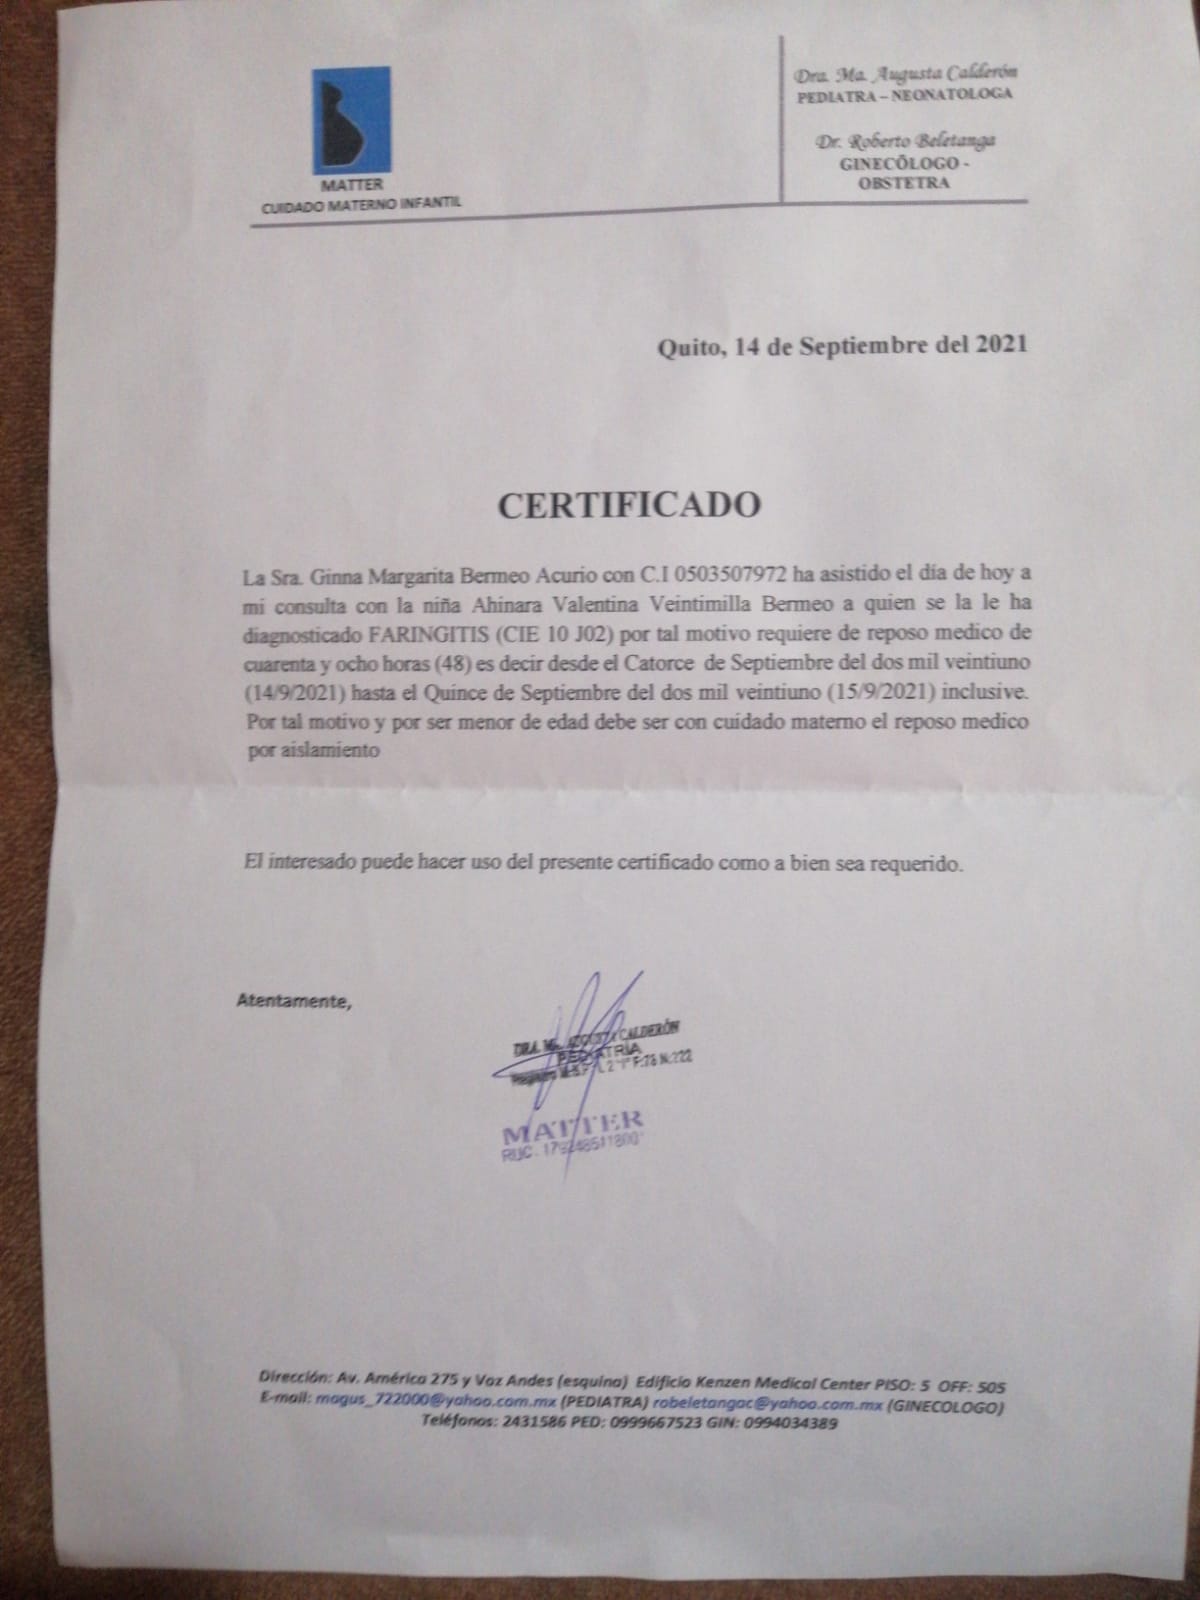 Dra. Ma. Augusta Calderón
PEDIATRA – NEONATOLOGA
Dr. Roberto Beletanga
GINECÓLOGO -
OBSTETRA
MATTER
CUIDADO MATERNO INFANTIL
Quito, 14 de Septiembre del 2021
CERTIFICADO
La Sra. Ginna Margarita Bermeo Acurio con C.I 0503507972 ha asistido el día de hoy a
mi consulta con la niña Ahinara Valentina Veintimilla Bermeo a quien se la le ha
diagnosticado FARINGITIS (CIE 10 J02) por tal motivo requiere de reposo medico de
cuarenta y ocho horas (48) es decir desde el Catorce de Septiembre del dos mil veintiuno
(14/9/2021) hasta el Quince de Septiembre del dos mil veintiuno (15/9/2021) inclusive.
Por tal motivo y por ser menor de edad debe ser con cuidado materno el reposo medico
por aislamiento
El interesado puede hacer uso del presente certificado como a bien sea requerido.
Atentamente,
DRA. CALDERÓN
PEDIATRIA
F:78 N:222
MATTER
RUC.
Dirección: Av. América 275 y Voz Andes (esquina) Edificio Kenzen Medical Center PISO: 5 OFF: 505
E-mail: magus_722000@yahoo.com.mx (PEDIATRA) robeletangac@yahoo.com.mx (GINECOLOGO)
Teléfonos: 2431586 PED: 0999667523 GIN: 0994034389